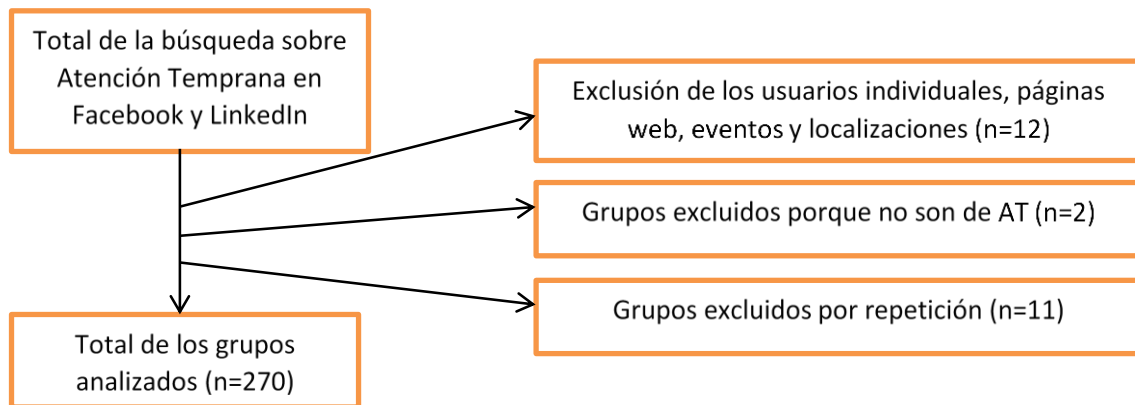 Total de la búsqueda sobre
Atención Temprana en
Facebook y LinkedIn
Exclusión de los usuarios individuales, páginas
web, eventos y localizaciones (n=12)
Grupos excluidos porque no son de AT (n=2)
Grupos excluidos por repetición (n=11)
Total de los grupos
analizados (n=270)